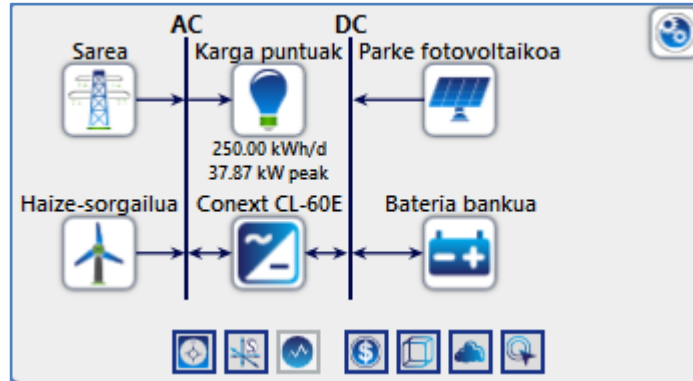 AC DC
Sarea Karga puntuak Parke fotovoltaikoa
250.00 kWh/d
37.87 kW peak
Haize-sorgailua Conext CL-60E Bateria bankua